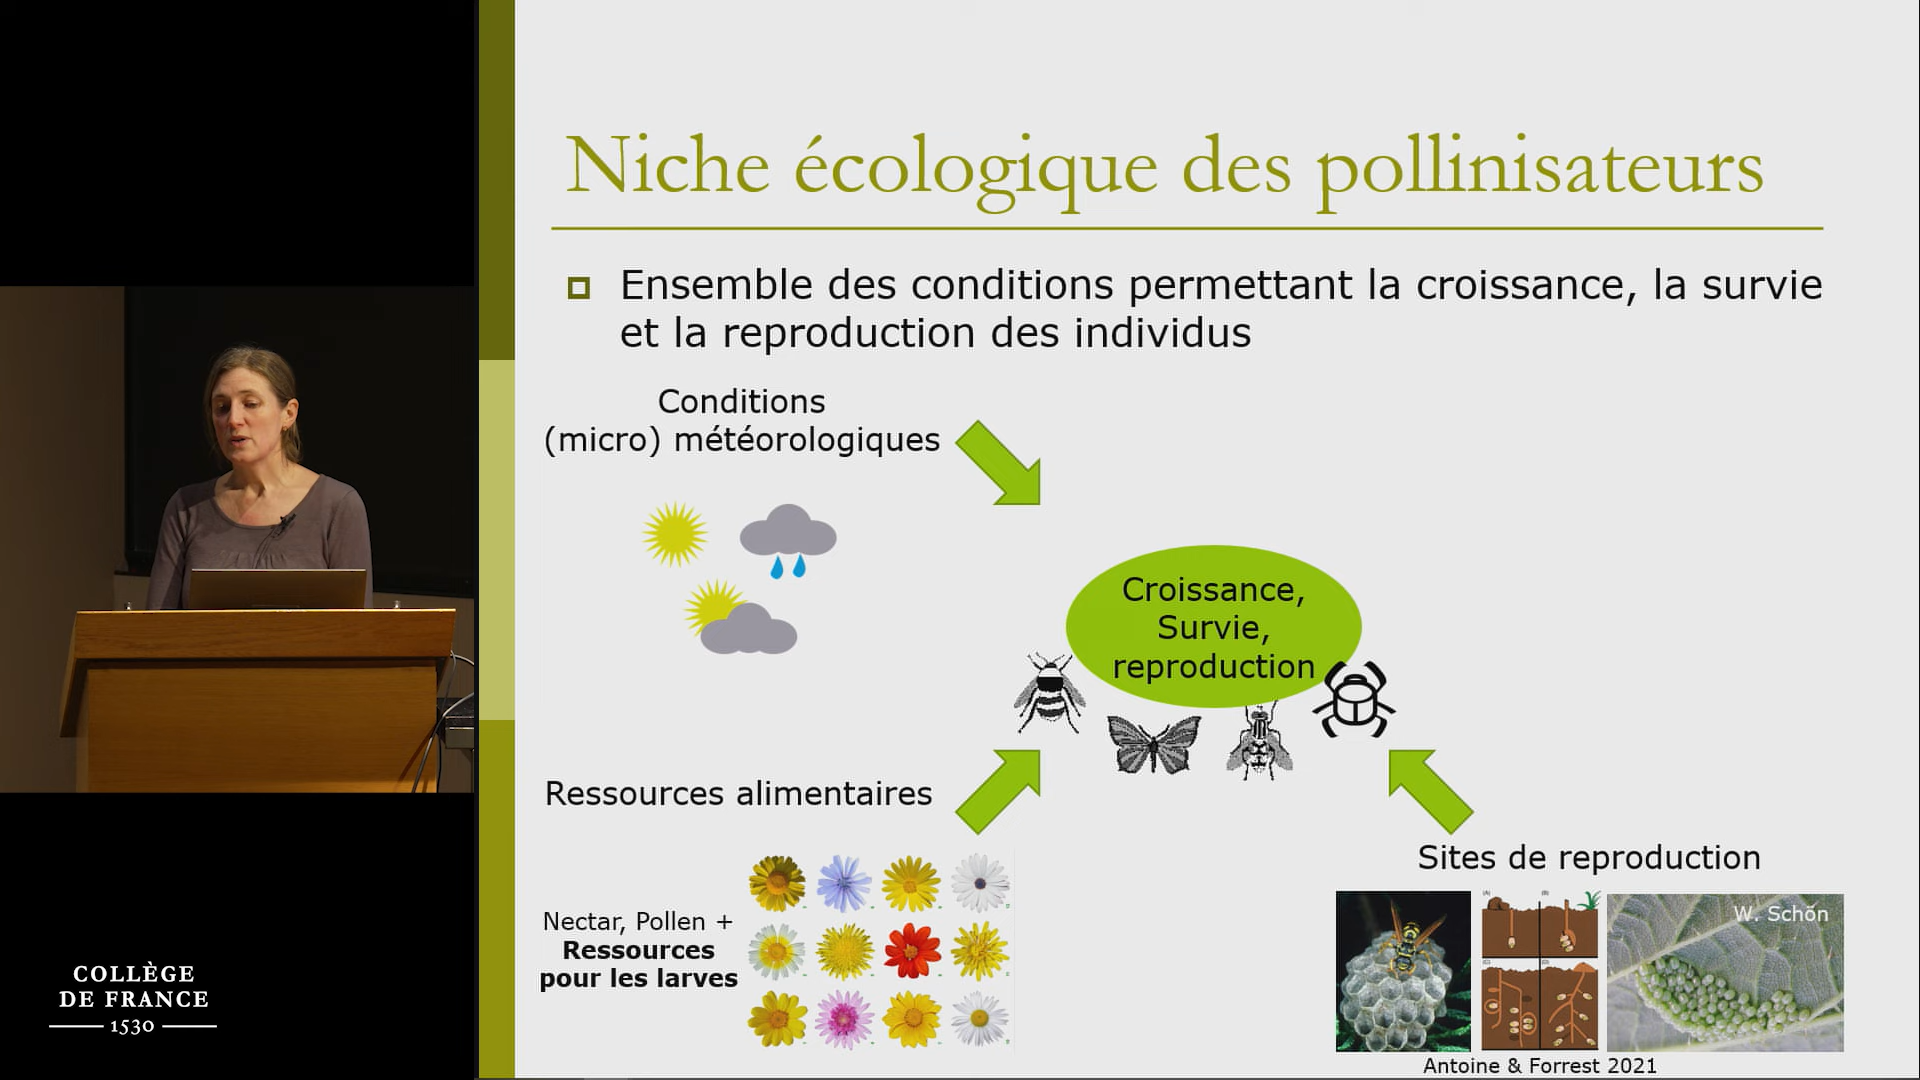 Niche écologique des pollinisateurs
Ensemble des conditions permettant la croissance, la survie
et la reproduction des individus
Conditions
(micro) météorologiques
Croissance,
Survie,
reproduction
Ressources alimentaires
Nectar, Pollen +
Ressources
pour les larves
Sites de reproduction
W. Schön
Antoine & Forrest 2021
COLLÈGE
DE FRANCE
1530